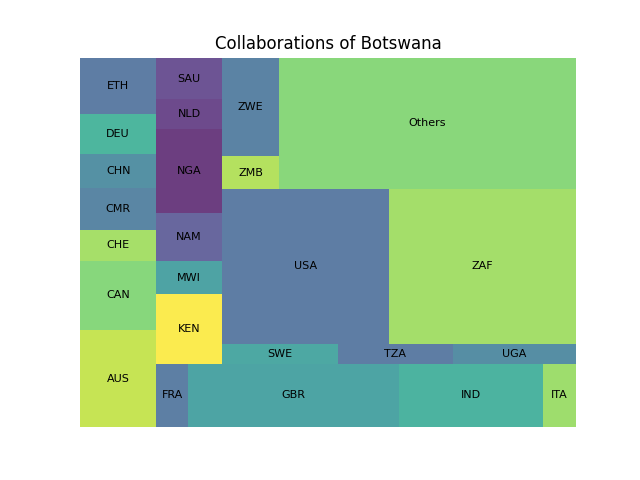 Collaborations of Botswana
ETH
SAU
ZWE
Others
NLD
DEU
CHN
NGA
ZMB
CMR
NAM
CHE
USA
ZAF
MWI
CAN
KEN
SWE
TZA
UGA
AUS
FRA
GBR
IND
ITA